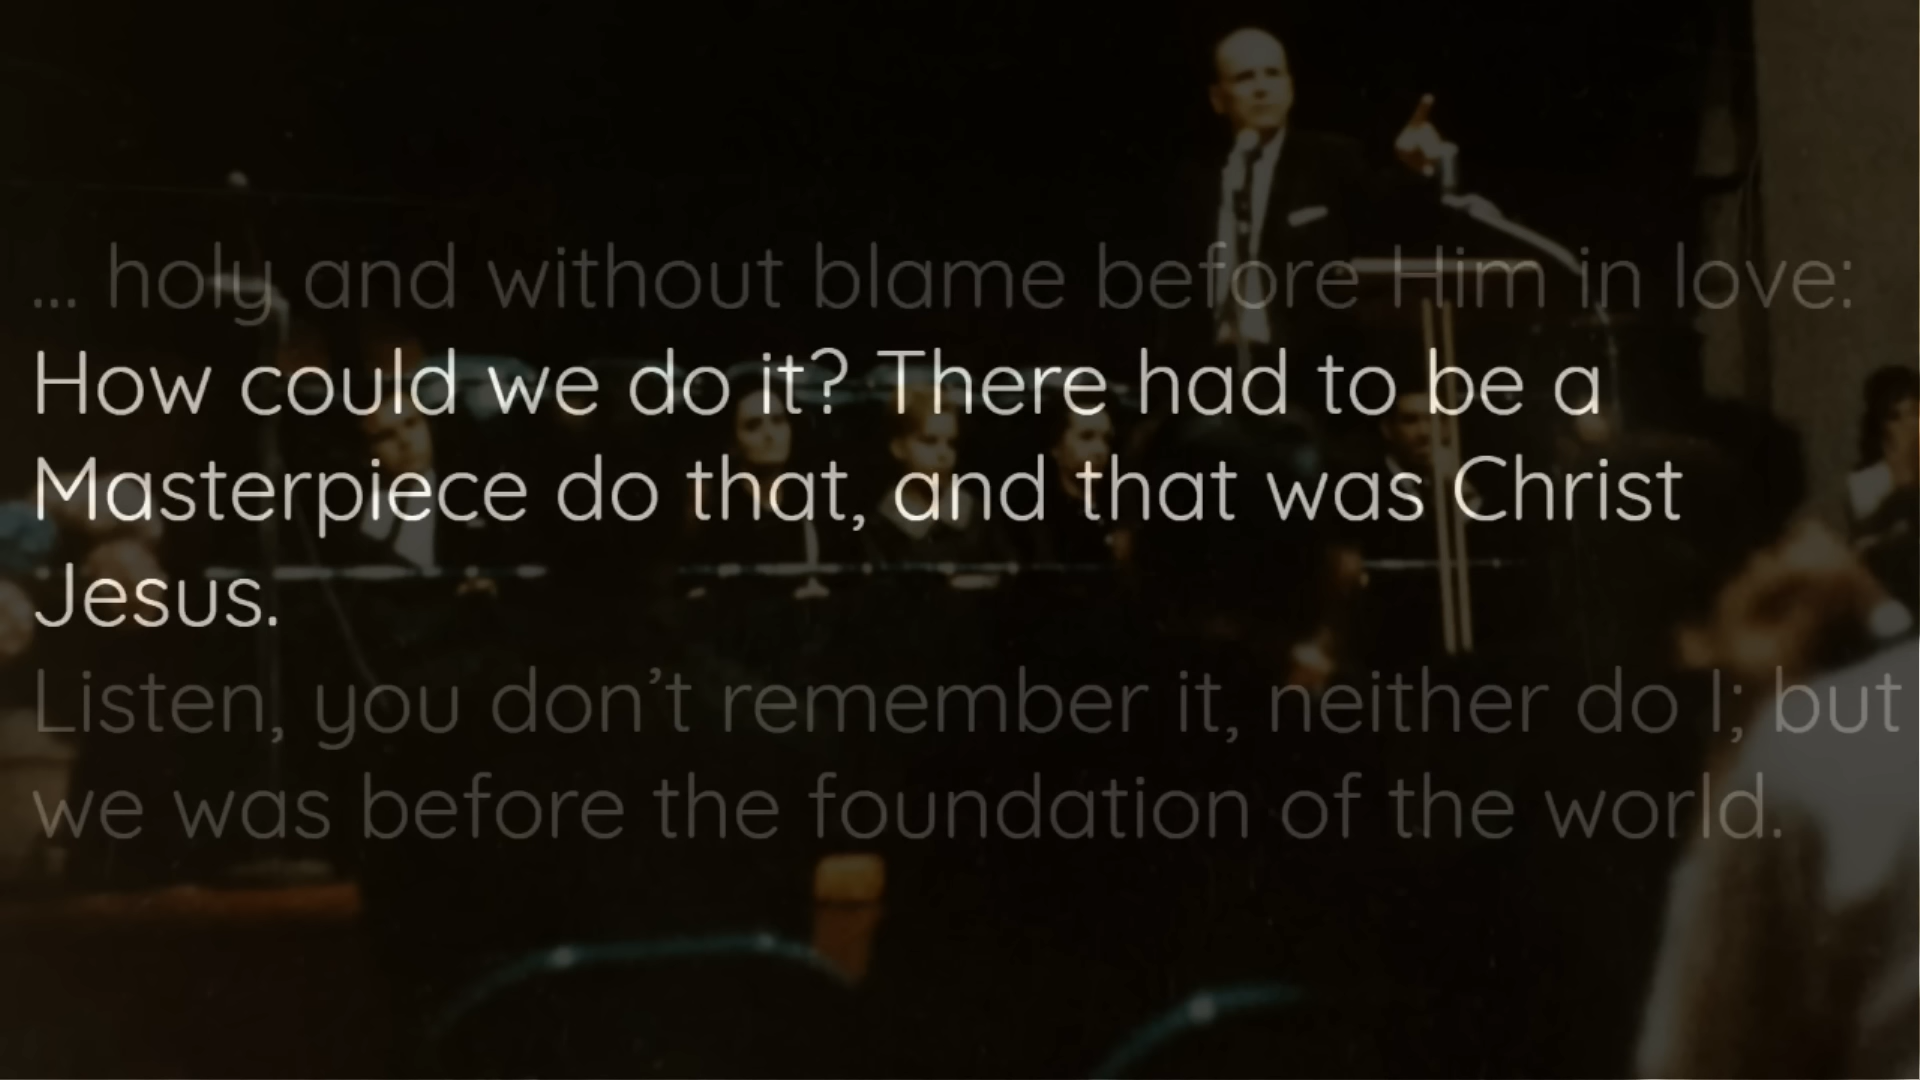 ... holy and without blame before Him in love:
How could we do it? There had to be a
Masterpiece do that, and that was Christ
Jesus.
Listen, you don’t remember it, neither do I; but
we was before the foundation of the world.